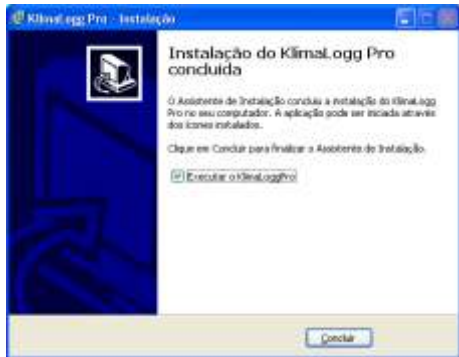 KlimaLogg Pro - Instalação
Instalação do KlimaLogg Pro
concluída
O Assistente de Instalação concluiu a instalação do KlimaLogg
Pro no seu computador. A aplicação pode ser iniciada através
dos ícones instalados.
Clique em Concluir para finalizar o Assistente de Instalação.
Executar o KlimaLoggPro
Concluir